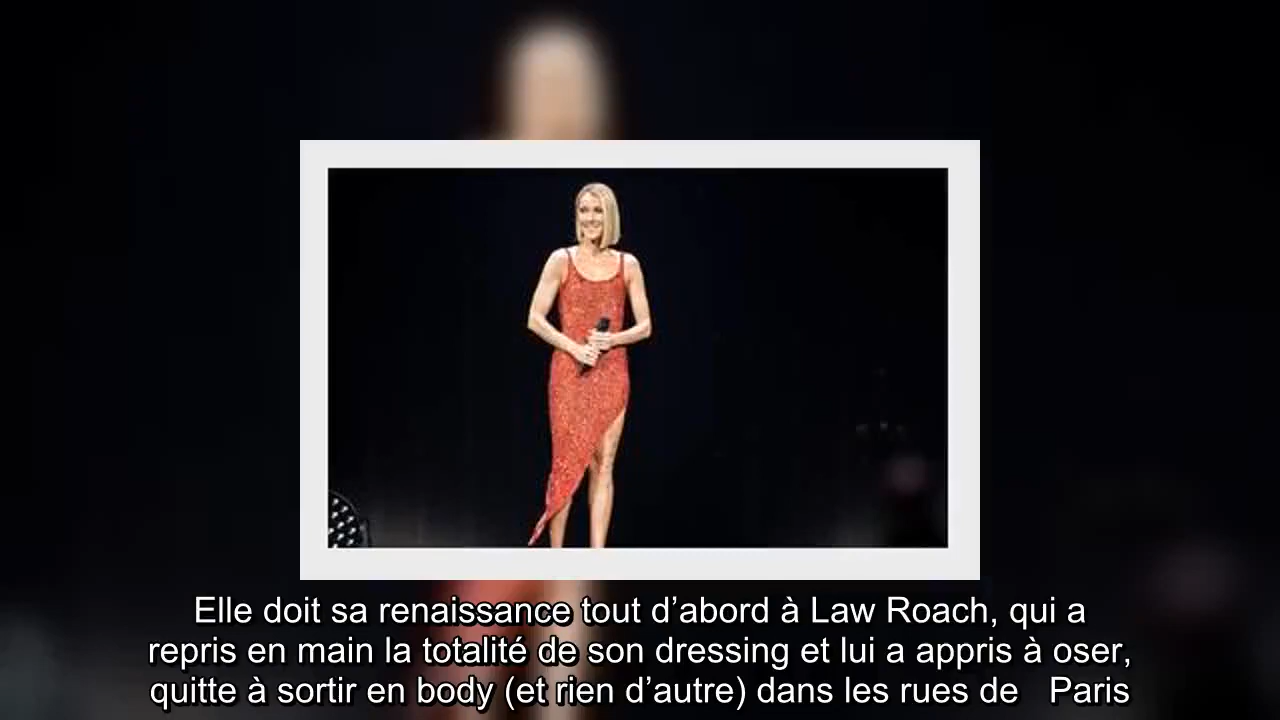 Elle doit sa renaissance tout d’abord à Law Roach, qui a
repris en main la totalité de son dressing et lui a appris à oser,
quitte à sortir en body (et rien d’autre) dans les rues de   Paris